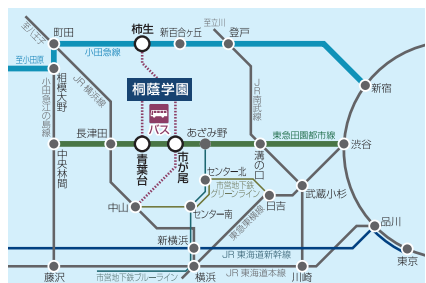 至八王子
町田
柿生
新百合ヶ丘
至立川
登戸
小田急線
至小田原
相模大野
小田急江の島線
JR横浜線
桐蔭学園
バス
JR南武線
新宿
長津田
青葉台
市が尾
あざみ野
東急田園都市線
溝の口
渋谷
中央林間
センター北
市営地下鉄
グリーンライン
中山
センター南
日吉
武蔵小杉
東急東横線
新横浜
品川
JR 東海道新幹線
東京
藤沢
市営地下鉄ブルーライン
横浜
JR 東海道本線
川崎